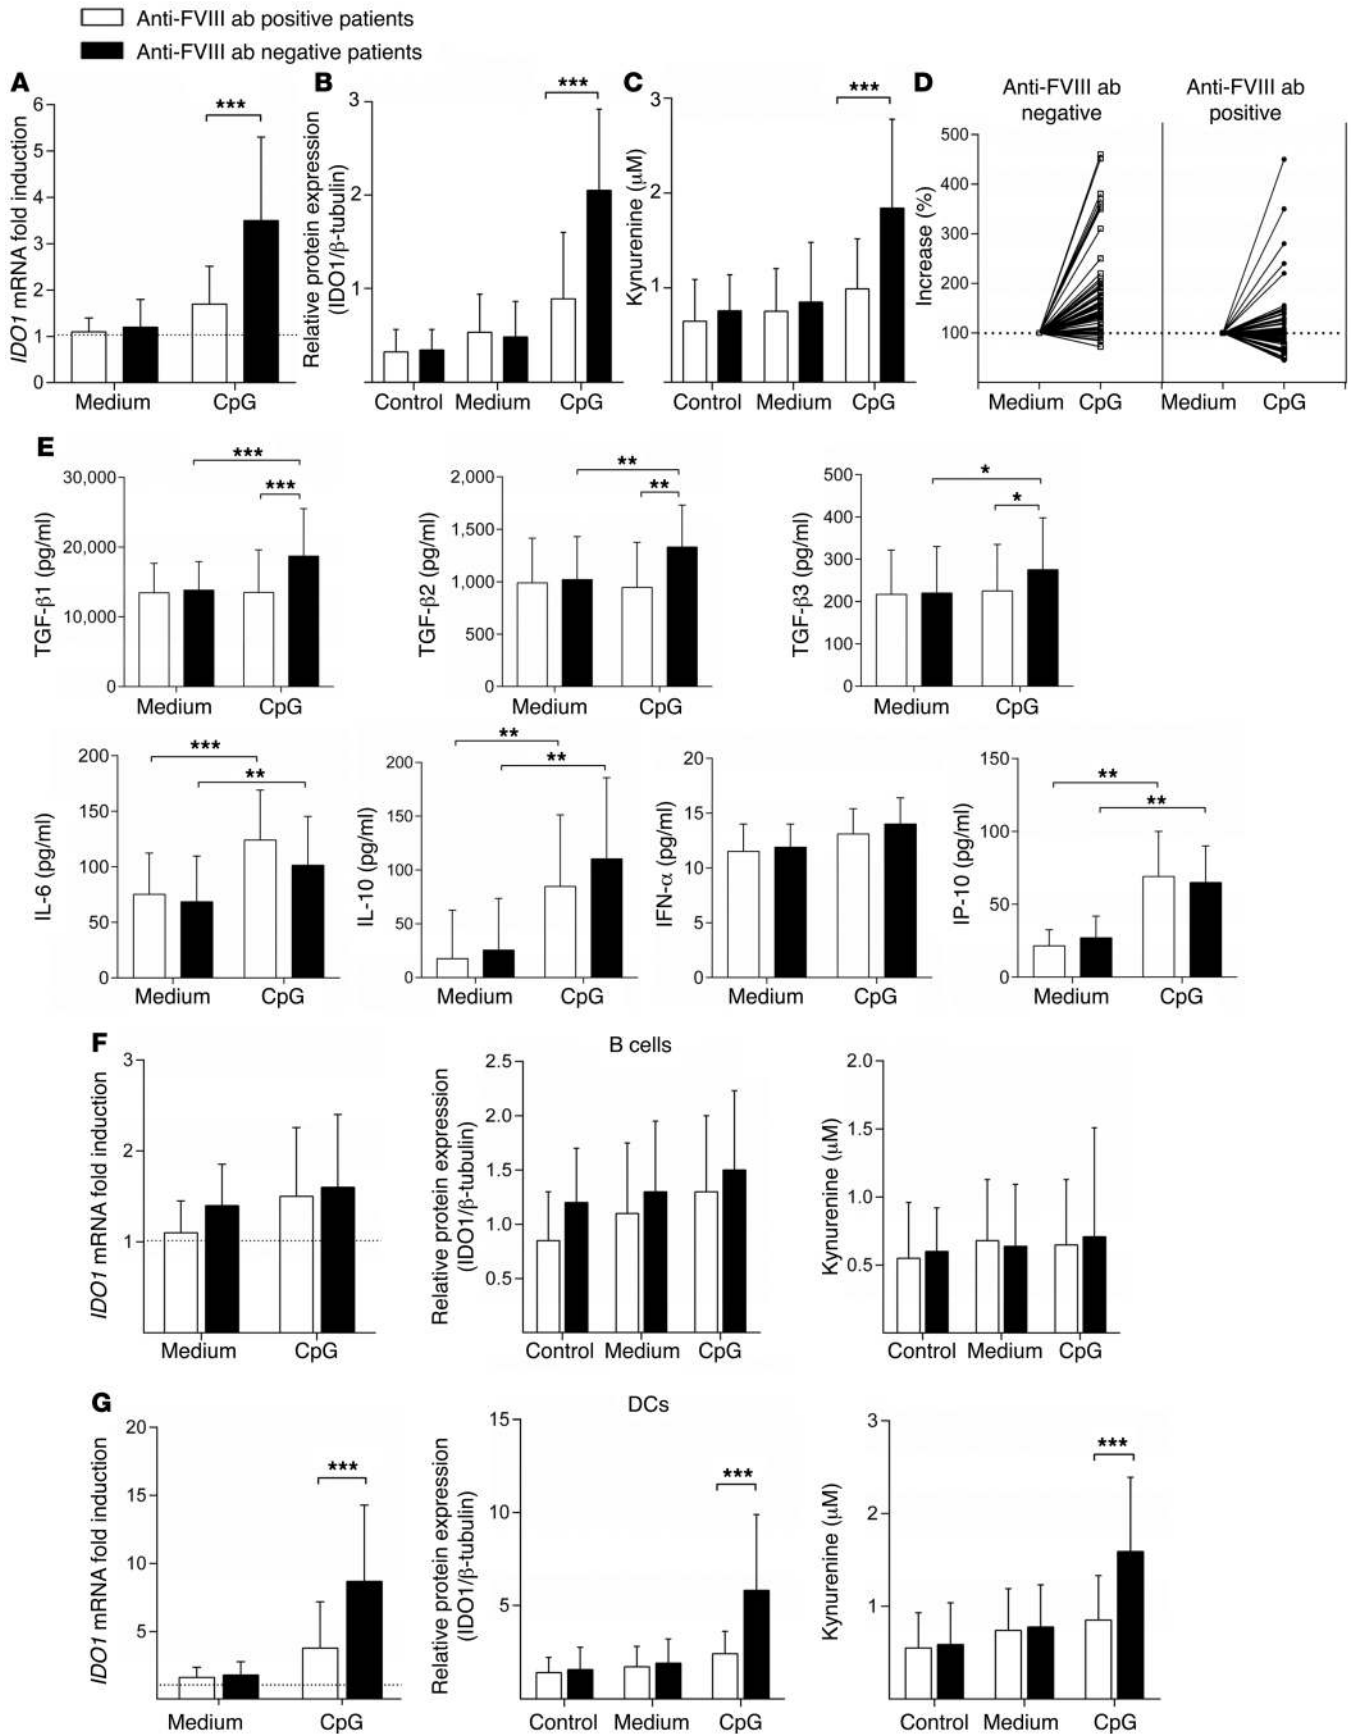 Anti-FVIII ab positive patients
Anti-FVIII ab negative patients
A
IDO1 mRNA fold induction
6
5
4
3
2
1
0
***
Medium
CpG
B
Relative protein expression
(IDO1/β-tubulin)
3
2
1
***
Control
Medium
CpG
C
Kynurenine (μM)
3
2
1
***
Control
Medium
CpG
D
Anti-FVIII ab
negative
Anti-FVIII ab
positive
Increase (%)
500
400
300
200
100
Medium
CpG
Medium
CpG
E
TGF-β1 (pg/ml)
30,000
20,000
10,000
0
***
***
Medium
CpG
TGF-β2 (pg/ml)
2,000
1,500
1,000
500
0
**
**
Medium
CpG
TGF-β3 (pg/ml)
500
400
300
200
100
0
*
*
Medium
CpG
IL-6 (pg/ml)
200
150
100
50
0
***
**
Medium
CpG
IL-10 (pg/ml)
200
150
100
50
0
**
**
Medium
CpG
IFN-α (pg/ml)
20
15
10
5
0
Medium
CpG
IP-10 (pg/ml)
150
100
50
0
**
**
Medium
CpG
F
B cells
IDO1 mRNA fold induction
3
2
1
Medium
CpG
Relative protein expression
(IDO1/β-tubulin)
2.5
2.0
1.5
1.0
0.5
Control
Medium
CpG
Kynurenine (μM)
2.0
1.5
1.0
0.5
Control
Medium
CpG
G
DCs
IDO1 mRNA fold induction
20
15
10
5
***
Medium
CpG
Relative protein expression
(IDO1/β-tubulin)
15
10
5
***
Control
Medium
CpG
Kynurenine (μM)
3
2
1
***
Control
Medium
CpG